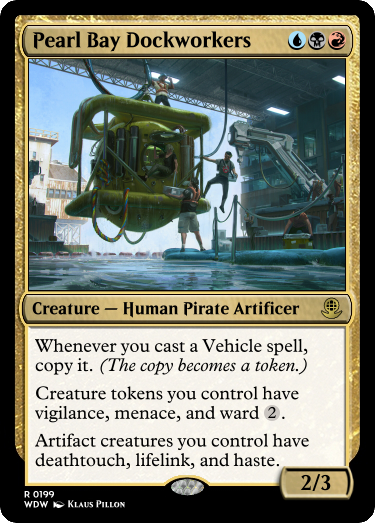 Pearl Bay Dockworkers
Creature — Human Pirate Artificer
Whenever you cast a Vehicle spell,
copy it. (The copy becomes a token.)
Creature tokens you control have
vigilance, menace, and ward 2.
Artifact creatures you control have
deathtouch, lifelink, and haste.
2/3
R 0199
WDW Klaus Pillon